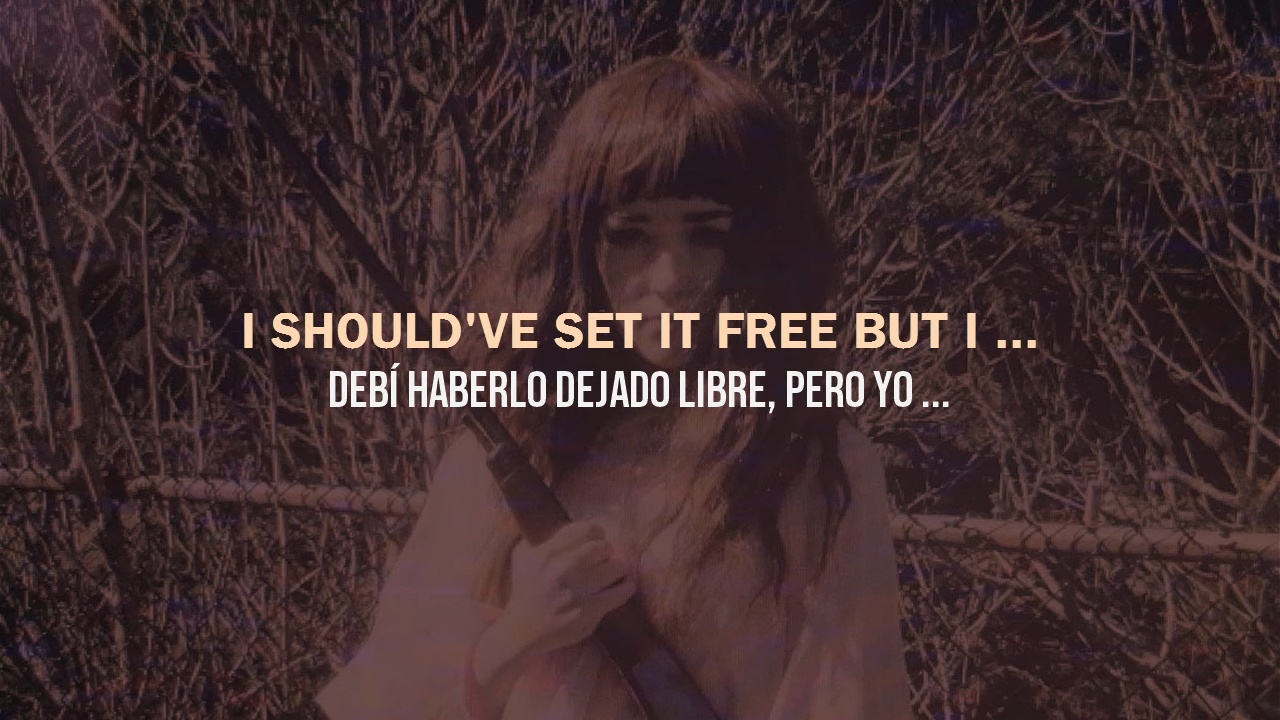 I SHOULD'VE SET IT FREE BUT I ...
DEBÍ HABERLO DEJADO LIBRE, PERO YO ...